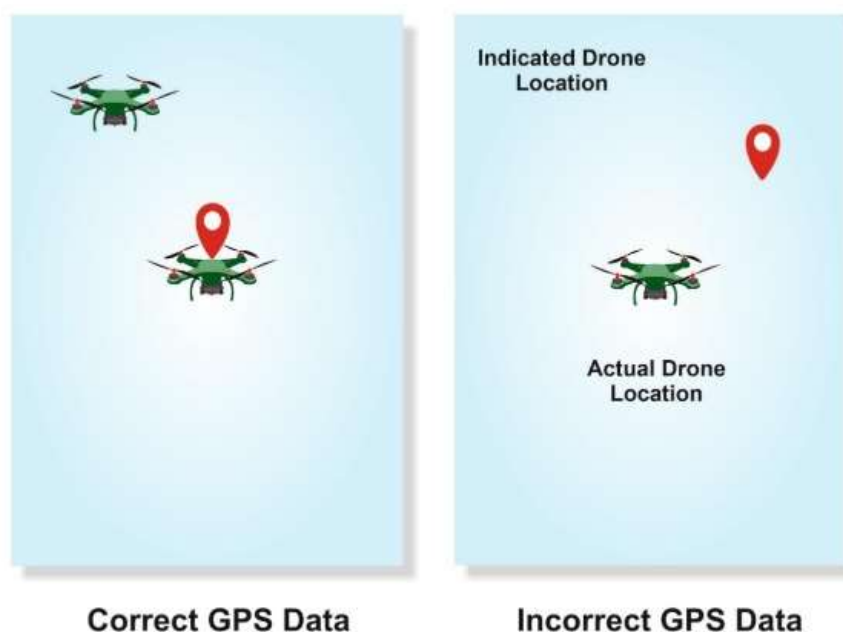 Indicated Drone
Location
Actual Drone
Location
Correct GPS Data
Incorrect GPS Data